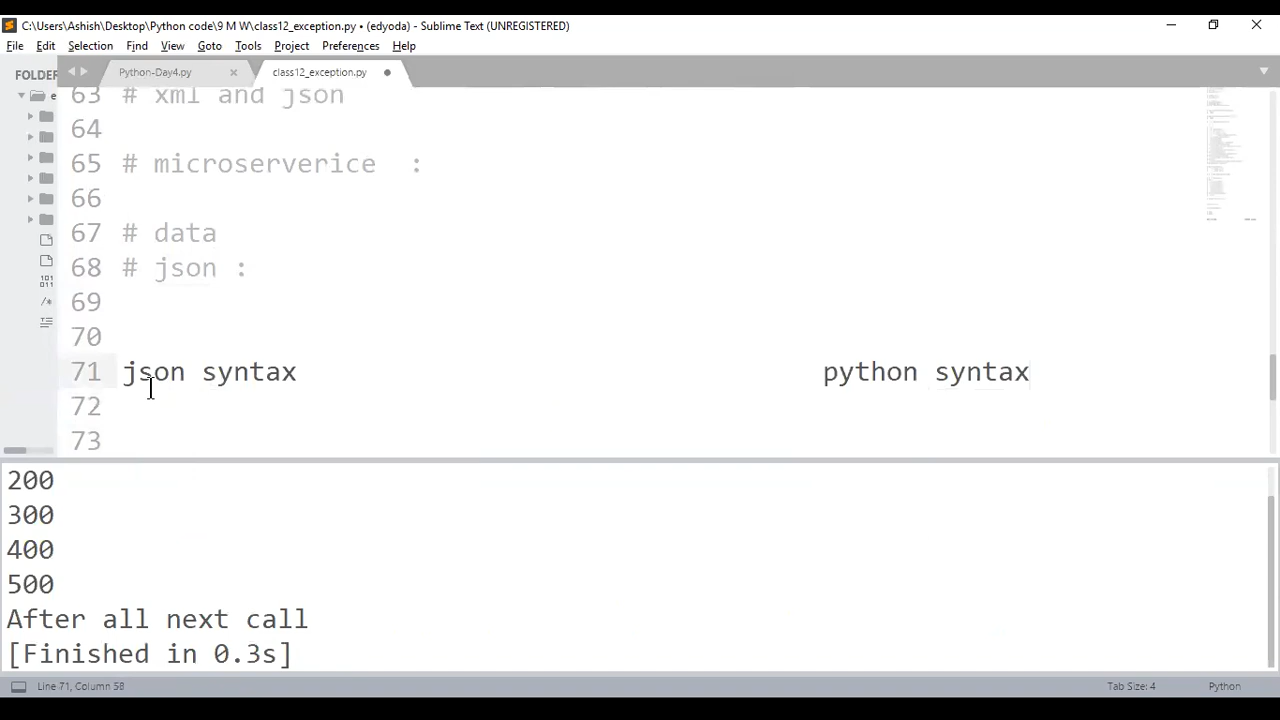 C:\Users\Ashish\Desktop\Python code\9 M W\class12_exception.py • (edyoda) - Sublime Text (UNREGISTERED)
File Edit Selection Find View Goto Tools Project Preferences Help
FOLDER Python-Day4.py class12_exception.py
e
63 # xml and json
64
65 # microserverice :
66
67 # data
68 # json :
69
70
71 json syntax python syntax
72
73
200
300
400
500
After all next call
[Finished in 0.3s]
Line 71, Column 58 Tab Size: 4 Python